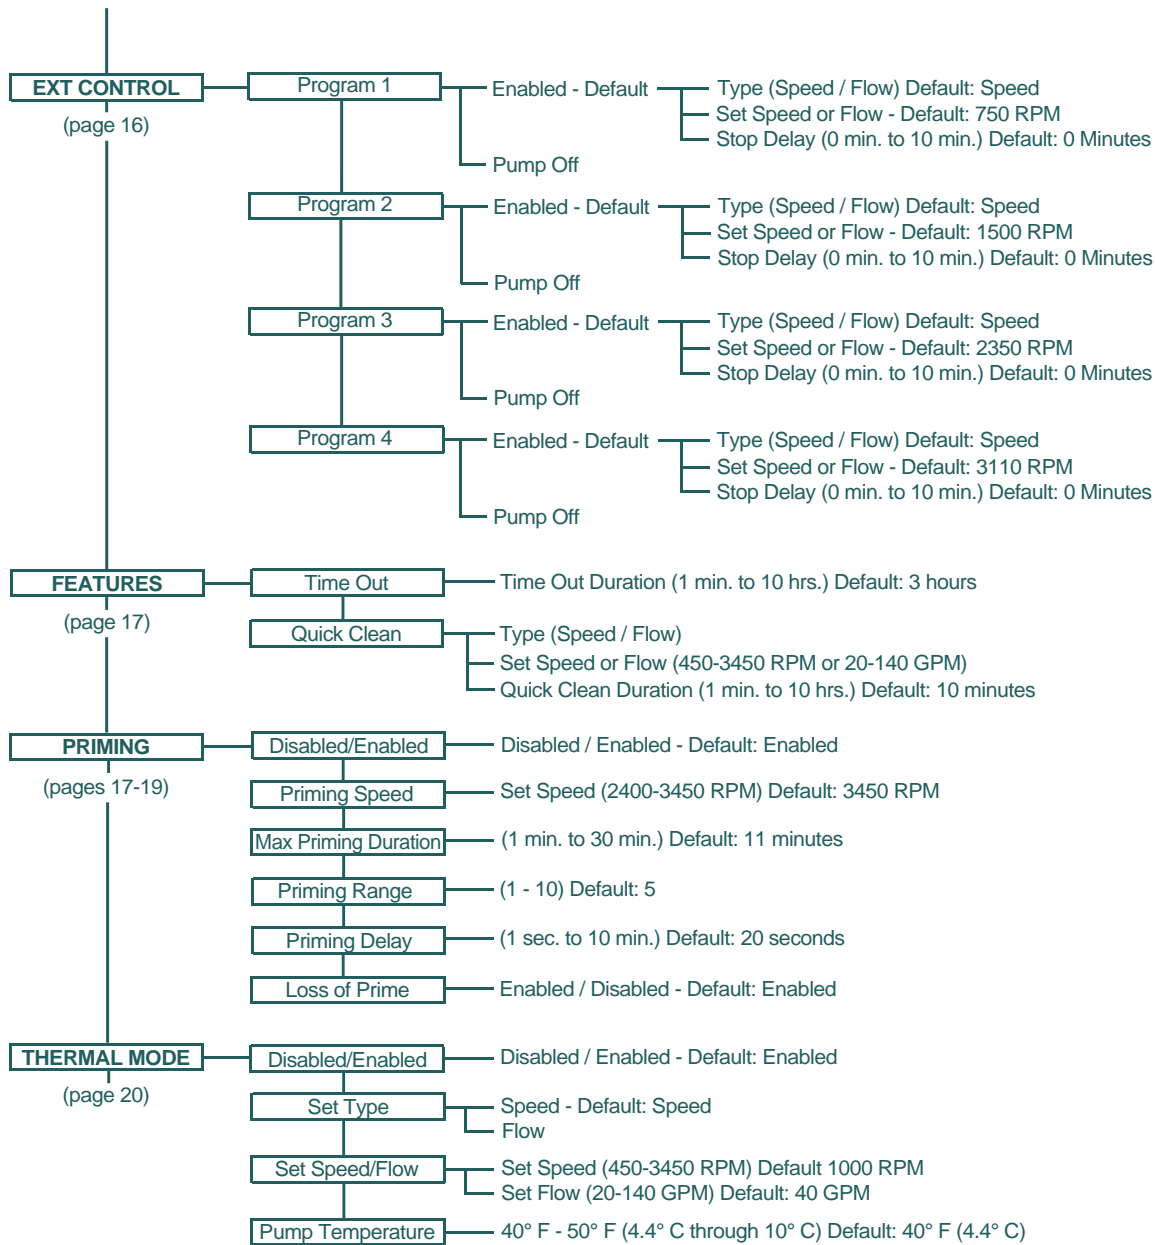 EXT CONTROL
(page 16)
Program 1
Enabled - Default
Type (Speed / Flow) Default: Speed
Set Speed or Flow - Default: 750 RPM
Stop Delay (0 min. to 10 min.) Default: 0 Minutes
Pump Off
Program 2
Enabled - Default
Type (Speed / Flow) Default: Speed
Set Speed or Flow - Default: 1500 RPM
Stop Delay (0 min. to 10 min.) Default: 0 Minutes
Pump Off
Program 3
Enabled - Default
Type (Speed / Flow) Default: Speed
Set Speed or Flow - Default: 2350 RPM
Stop Delay (0 min. to 10 min.) Default: 0 Minutes
Pump Off
Program 4
Enabled - Default
Type (Speed / Flow) Default: Speed
Set Speed or Flow - Default: 3110 RPM
Stop Delay (0 min. to 10 min.) Default: 0 Minutes
Pump Off
FEATURES
(page 17)
Time Out
Time Out Duration (1 min. to 10 hrs.) Default: 3 hours
Quick Clean
Type (Speed / Flow)
Set Speed or Flow (450-3450 RPM or 20-140 GPM)
Quick Clean Duration (1 min. to 10 hrs.) Default: 10 minutes
PRIMING
(pages 17-19)
Disabled/Enabled
Disabled / Enabled - Default: Enabled
Priming Speed
Set Speed (2400-3450 RPM) Default: 3450 RPM
Max Priming Duration
(1 min. to 30 min.) Default: 11 minutes
Priming Range
(1 - 10) Default: 5
Priming Delay
(1 sec. to 10 min.) Default: 20 seconds
Loss of Prime
Enabled / Disabled - Default: Enabled
THERMAL MODE
(page 20)
Disabled/Enabled
Disabled / Enabled - Default: Enabled
Set Type
Speed - Default: Speed
Flow
Set Speed/Flow
Set Speed (450-3450 RPM) Default 1000 RPM
Set Flow (20-140 GPM) Default: 40 GPM
Pump Temperature
40° F - 50° F (4.4° C through 10° C) Default: 40° F (4.4° C)